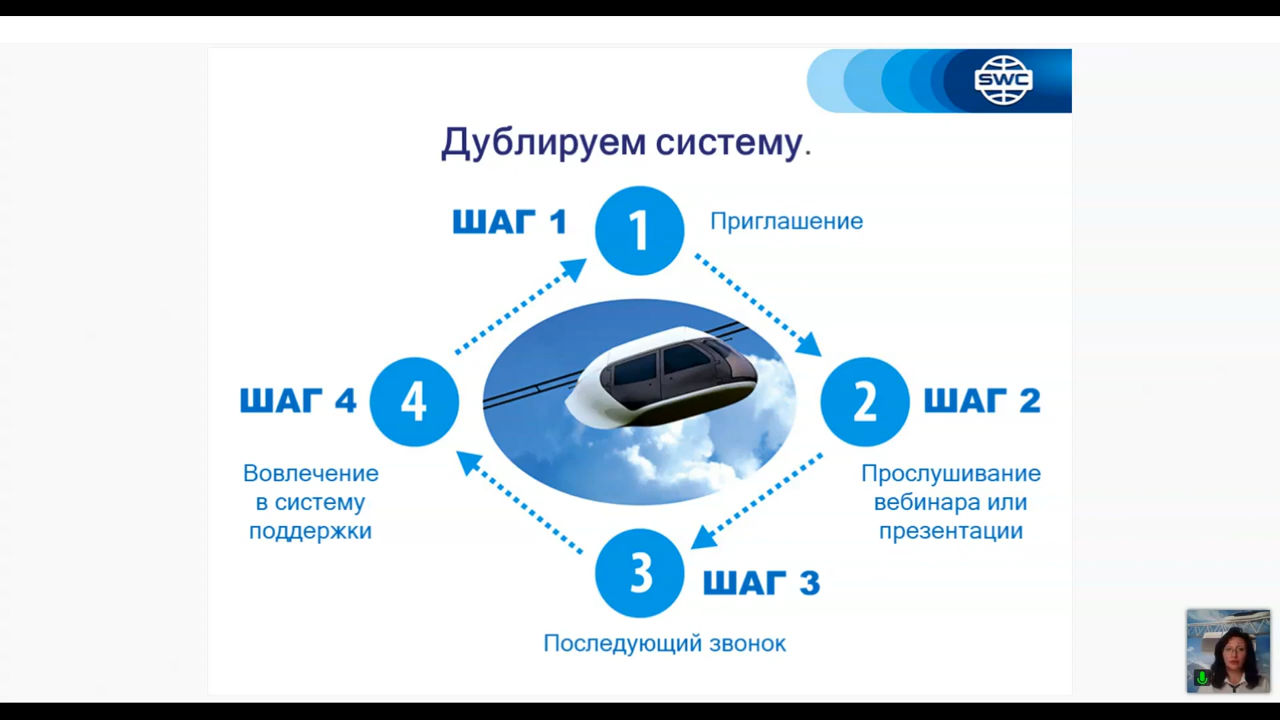 SWC
Дублируем систему.
ШАГ 1
1
Приглашение
ШАГ 4
4
2
ШАГ 2
Вовлечение
в систему
поддержки
Прослушивание
вебинара или
презентации
3
ШАГ 3
Последующий звонок